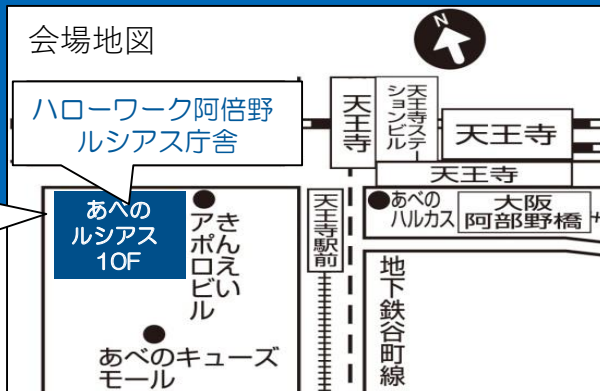 会場地図
N
ハローワーク阿倍野
ルシアス庁舎
天王寺
天王寺ステー
ションビル
天王寺
天王寺
あべの
ルシアス
10F
きんえい
アポロビル
天王寺駅前
あべの
ハルカス
大阪
阿部野橋
地下鉄谷町線
あべのキューズ
モール